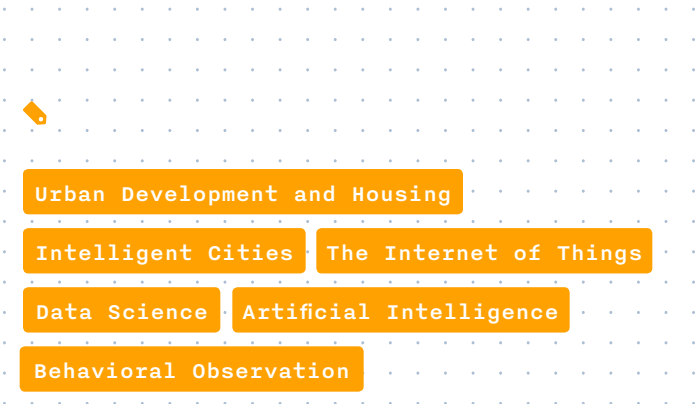 Urban Development and Housing
Intelligent Cities The Internet of Things
Data Science Artificial Intelligence
Behavioral Observation